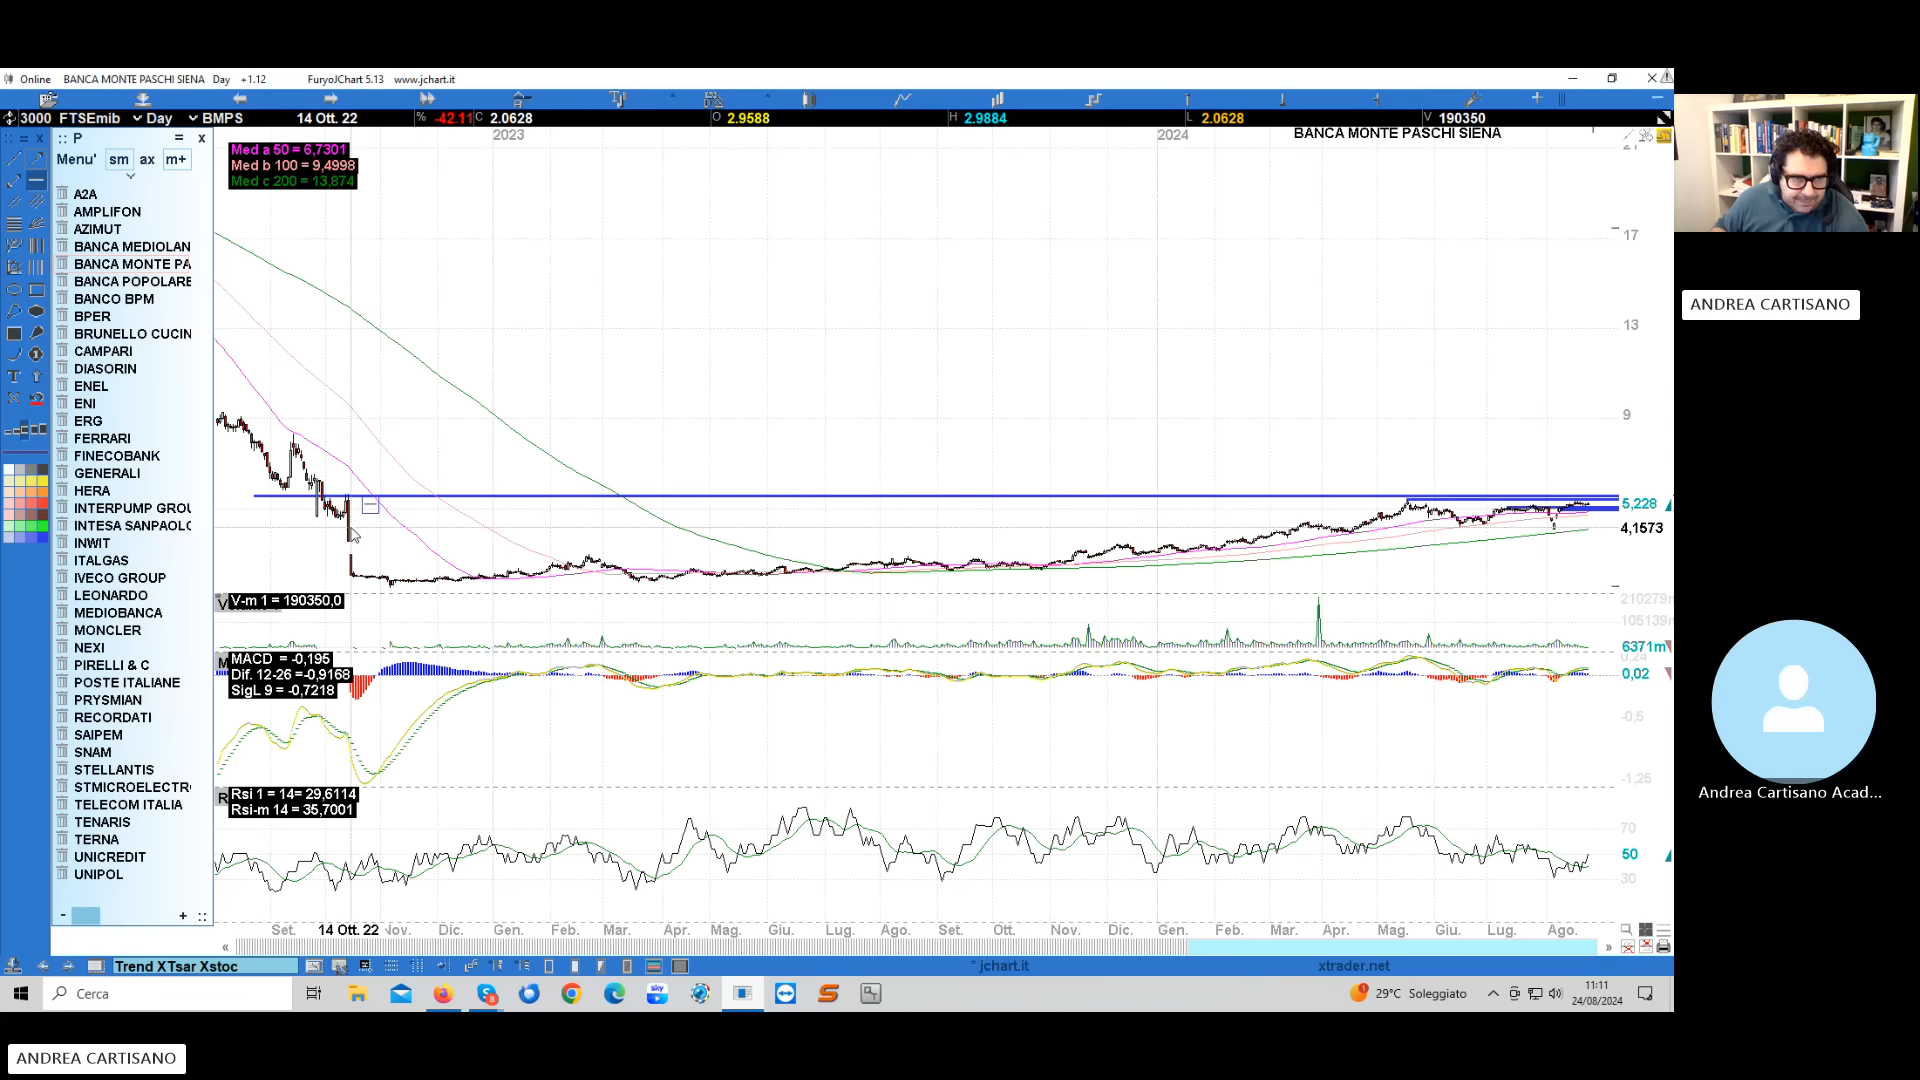 Online BANCA MONTE PASCHI SIENA Day +1.12 FuryoJChart 5.13 www.jchart.it
3000 FTSEmib Day BMPS 14 Ott. 22 % -42.11 C 2.0628 O 2.9588 H 2.9884 L 2.0628 V 190350
P = x
Menu' sm ax m+
A2A
AMPLIFON
AZIMUT
BANCA MEDIOLAN
BANCA MONTE PA
BANCA POPOLARE
BANCO BPM
BPER
BRUNELLO CUCIN
CAMPARI
DIASORIN
ENEL
ENI
ERG
FERRARI
FINECOBANK
GENERALI
HERA
INTERPUMP GROU
INTESA SANPAOLO
INWIT
ITALGAS
IVECO GROUP
LEONARDO
MEDIOBANCA
MONCLER
NEXI
PIRELLI & C
POSTE ITALIANE
PRYSMIAN
RECORDATI
SAIPEM
SNAM
STELLANTIS
STMICROELECTR
TELECOM ITALIA
TENARIS
TERNA
UNICREDIT
UNIPOL
2023 2024 BANCA MONTE PASCHI SIENA
Med a 50 = 6,7301
Med b 100 = 9,4998
Med c 200 = 13,874
17
13
9
5,228
4,1573
V-m 1 = 190350,0
210279
105139
6371m
MACD = -0,195
Dif. 12-26 =-0,9168
SigL 9 = -0,7218
0,24
0,02
-0,5
-1,25
Rsi 1 = 14= 29,6114
Rsi-m 14 = 35,7001
70
50
30
Set. 14 Ott. 22 Nov. Dic. Gen. Feb. Mar. Apr. Mag. Giu. Lug. Ago. Set. Ott. Nov. Dic. Gen. Feb. Mar. Apr. Mag. Giu. Lug. Ago.
Trend XTsar Xstoc
jchart.it xtrader.net
Cerca
29°C Soleggiato
11:11
24/08/2024
ANDREA CARTISANO
Andrea Cartisano Acad...
ANDREA CARTISANO